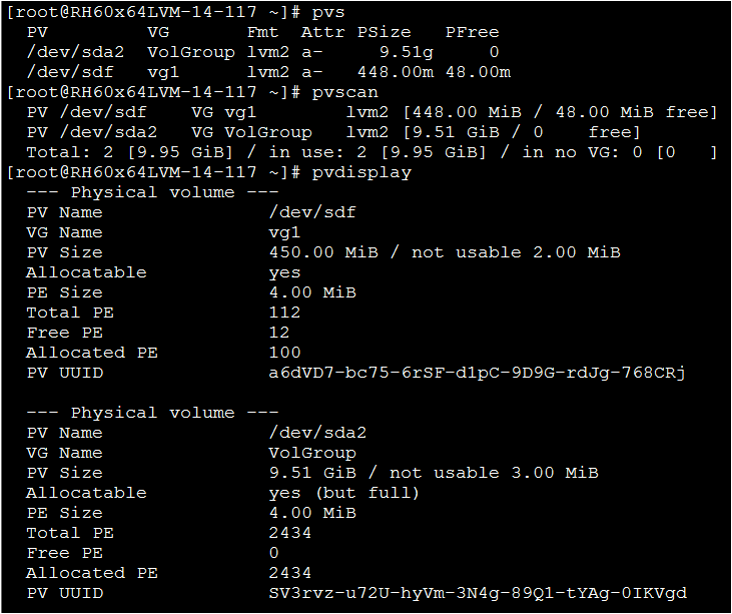 [root@RH60x64LVM-14-117 ~]# pvs
  PV         VG       Fmt  Attr PSize   PFree
  /dev/sda2  VolGroup lvm2 a-     9.51g     0
  /dev/sdf   vg1      lvm2 a-   448.00m 48.00m
[root@RH60x64LVM-14-117 ~]# pvscan
  PV /dev/sdf    VG vg1        lvm2 [448.00 MiB / 48.00 MiB free]
  PV /dev/sda2   VG VolGroup   lvm2 [9.51 GiB / 0    free]
  Total: 2 [9.95 GiB] / in use: 2 [9.95 GiB] / in no VG: 0 [0   ]
[root@RH60x64LVM-14-117 ~]# pvdisplay
  --- Physical volume ---
  PV Name               /dev/sdf
  VG Name               vg1
  PV Size               450.00 MiB / not usable 2.00 MiB
  Allocatable           yes
  PE Size               4.00 MiB
  Total PE              112
  Free PE               12
  Allocated PE          100
  PV UUID               a6dVD7-bc75-6rSF-d1pC-9D9G-rdJg-768CRj

  --- Physical volume ---
  PV Name               /dev/sda2
  VG Name               VolGroup
  PV Size               9.51 GiB / not usable 3.00 MiB
  Allocatable           yes (but full)
  PE Size               4.00 MiB
  Total PE              2434
  Free PE               0
  Allocated PE          2434
  PV UUID               SV3rvz-u72U-hyVm-3N4g-89Q1-tYAg-0IKVgd